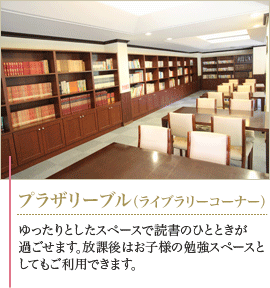 プラザリーブル（ライブラリーコーナー）
ゆったりとしたスペースで読書のひとときが
過ごせます。放課後はお子様の勉強スペースと
してもご利用できます。